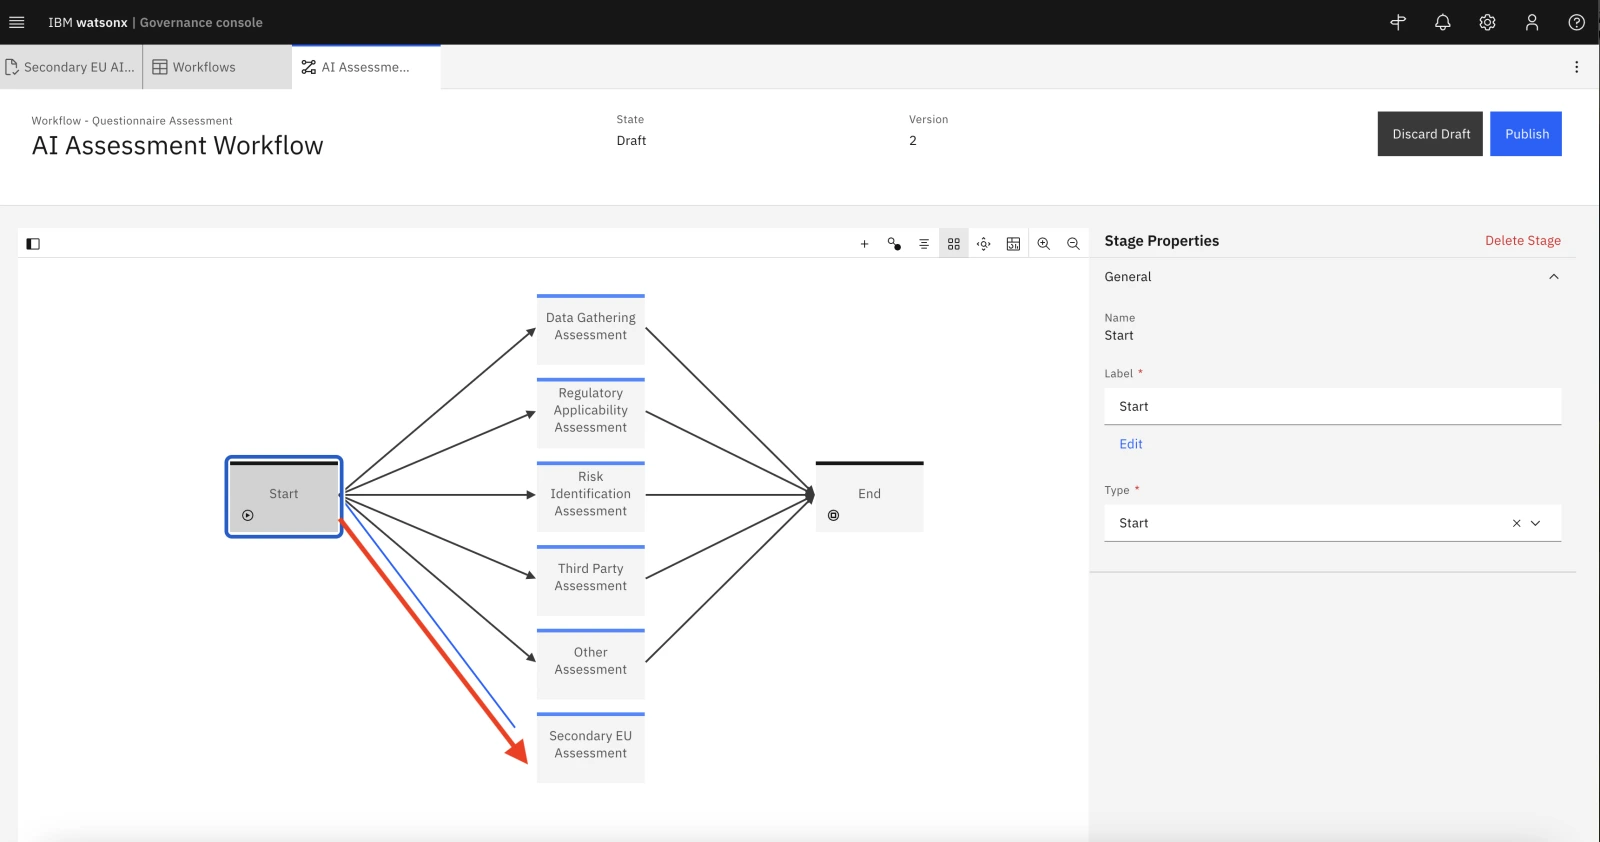 IBM watsonx | Governance console
Secondary EU AI...
Workflows
AI Assessme...
Workflow - Questionnaire Assessment
AI Assessment Workflow
State
Draft
Version
2
Discard Draft
Publish
Stage Properties
Delete Stage
General
Name
Start
Label *
Start
Edit
Type *
Start
Data Gathering
Assessment
Regulatory
Applicability
Assessment
Start
Risk
Identification
Assessment
End
Third Party
Assessment
Other
Assessment
Secondary EU
Assessment